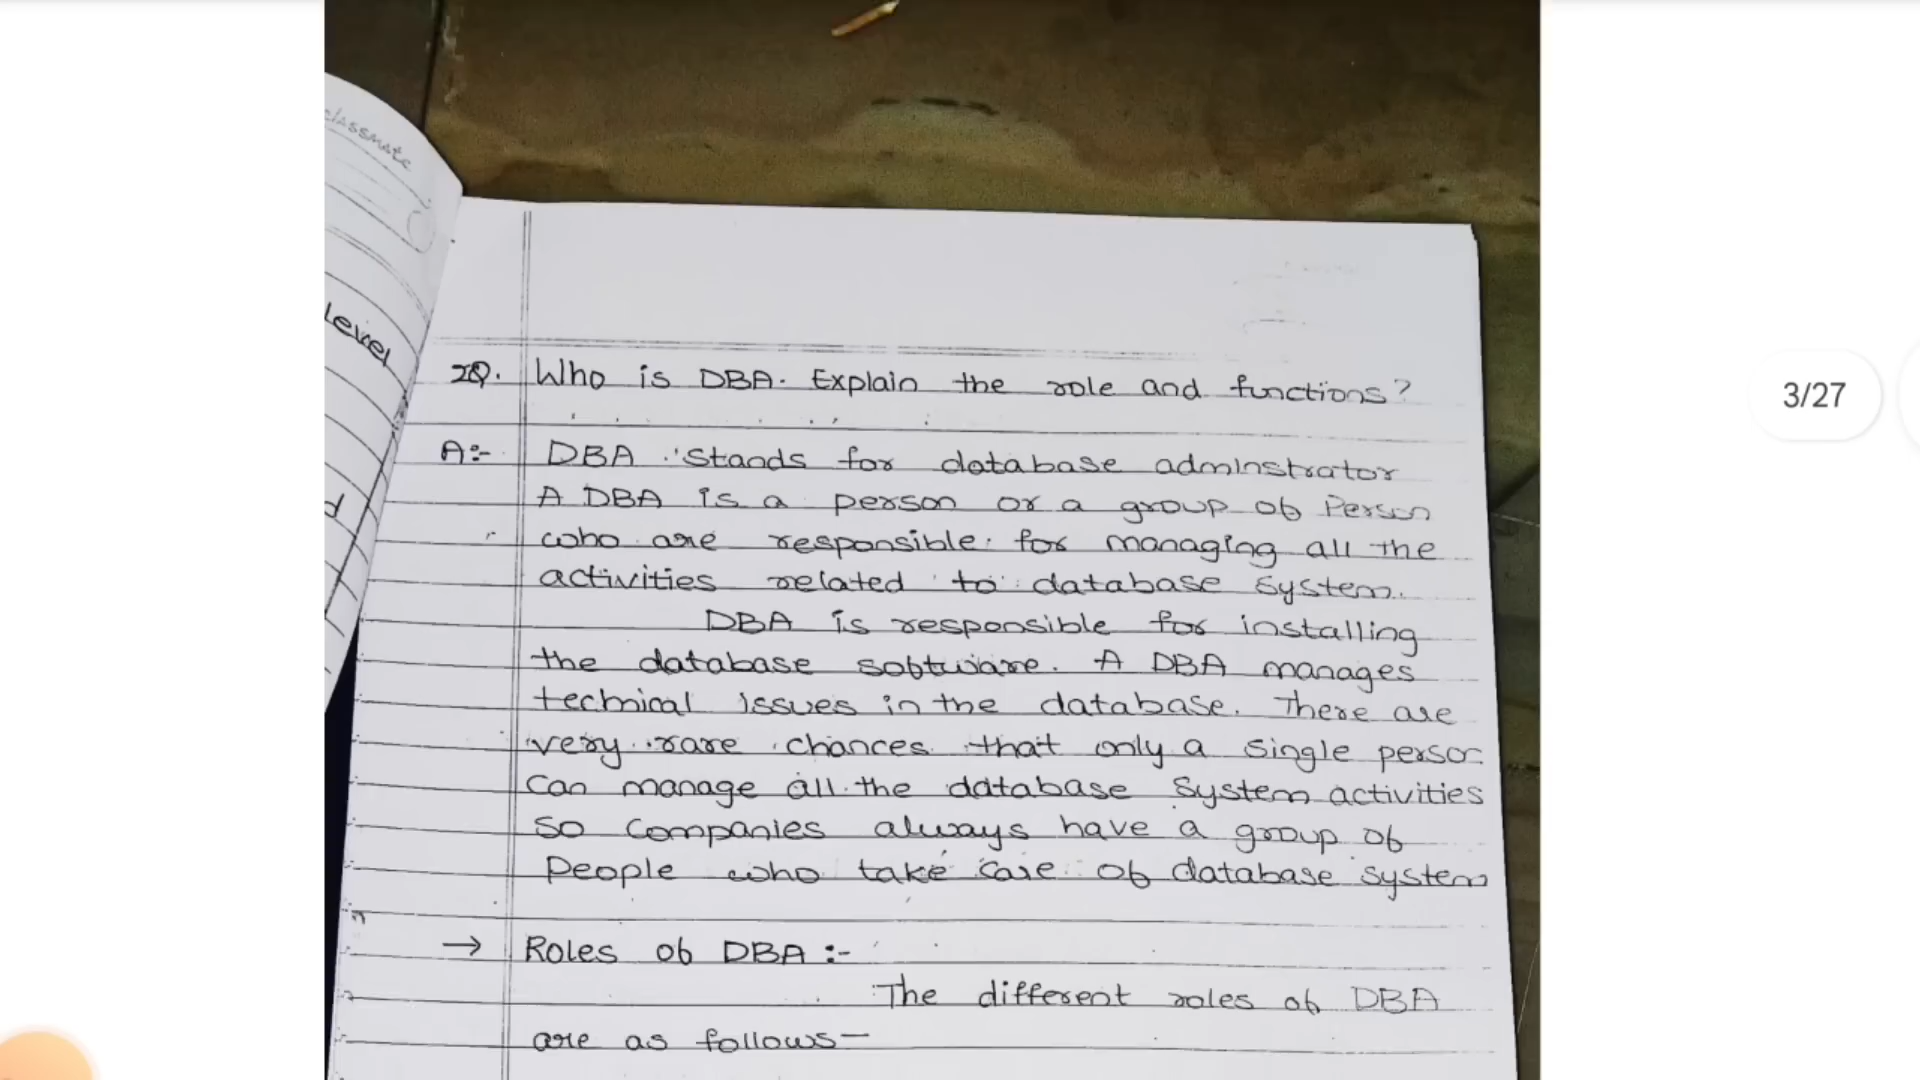 classmate
Level
d
2Q. Who is DBA. Explain the role and functions?
A:- DBA stands for database adminstrator
A DBA is a person or a group of Person
who are responsible for managing all the
activities related to database system.
DBA is responsible for installing
the database software. A DBA manages
technical issues in the database. There are
very rare chances that only a single person
can manage all the database system activities
so companies always have a group of
People who take care of database system
→ Roles of DBA :-
The different roles of DBA
are as follows-
3/27